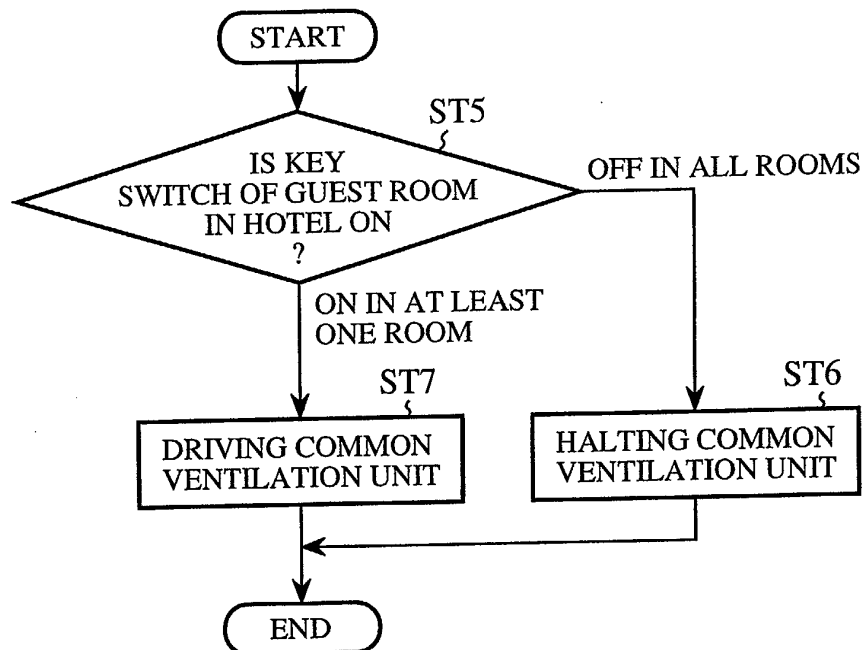 START
ST5
IS KEY
SWITCH OF GUEST ROOM
IN HOTEL ON
?
OFF IN ALL ROOMS
ON IN AT LEAST
ONE ROOM
ST7
DRIVING COMMON
VENTILATION UNIT
ST6
HALTING COMMON
VENTILATION UNIT
END